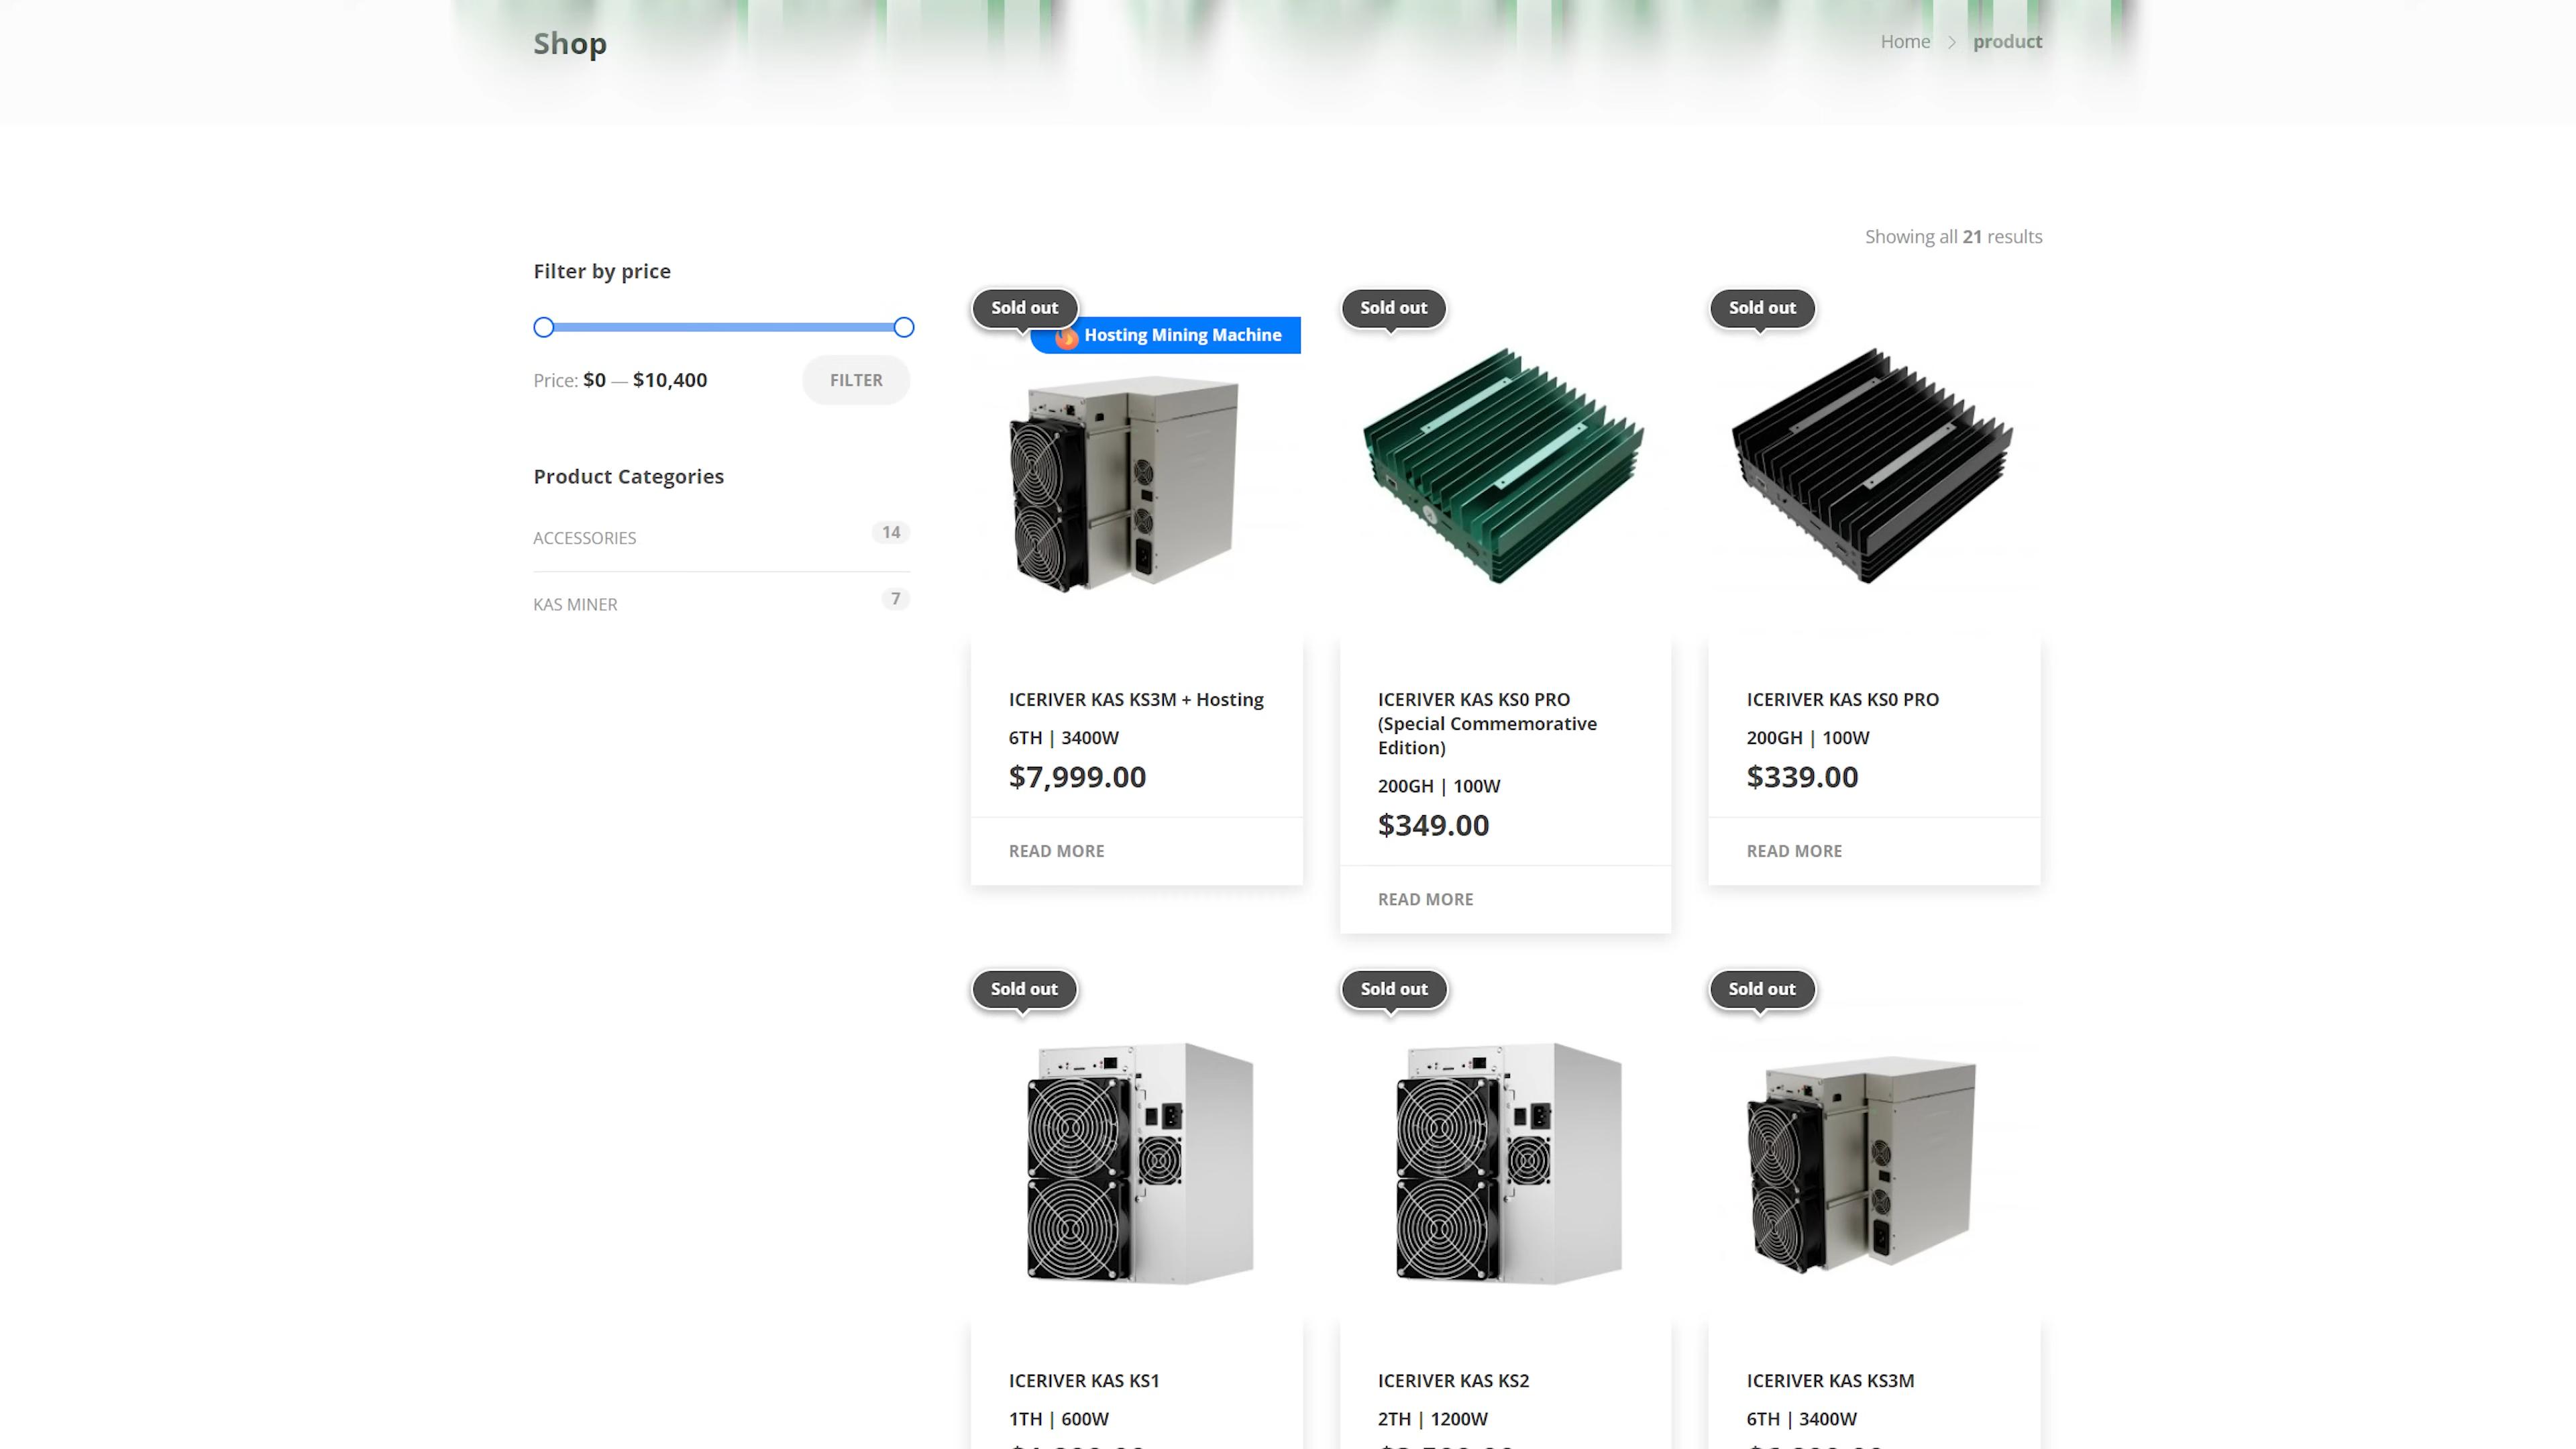 Shop
Home > product
Showing all 21 results
Filter by price
Price: $0 — $10,400
FILTER
Product Categories
ACCESSORIES 14
KAS MINER 7
Sold out
Hosting Mining Machine
ICERIVER KAS KS3M + Hosting
6TH | 3400W
$7,999.00
READ MORE
Sold out
ICERIVER KAS KS0 PRO
(Special Commemorative
Edition)
200GH | 100W
$349.00
READ MORE
Sold out
ICERIVER KAS KS0 PRO
200GH | 100W
$339.00
READ MORE
Sold out
ICERIVER KAS KS1
1TH | 600W
Sold out
ICERIVER KAS KS2
2TH | 1200W
Sold out
ICERIVER KAS KS3M
6TH | 3400W